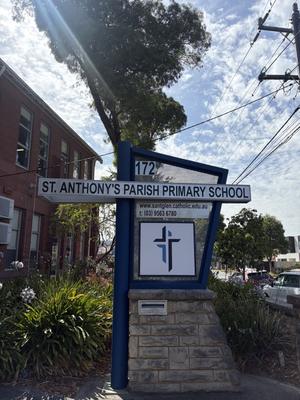 172
ST. ANTHONY'S PARISH PRIMARY SCHOOL
www.santglen.catholic.edu.au
t: (03) 9563 6780